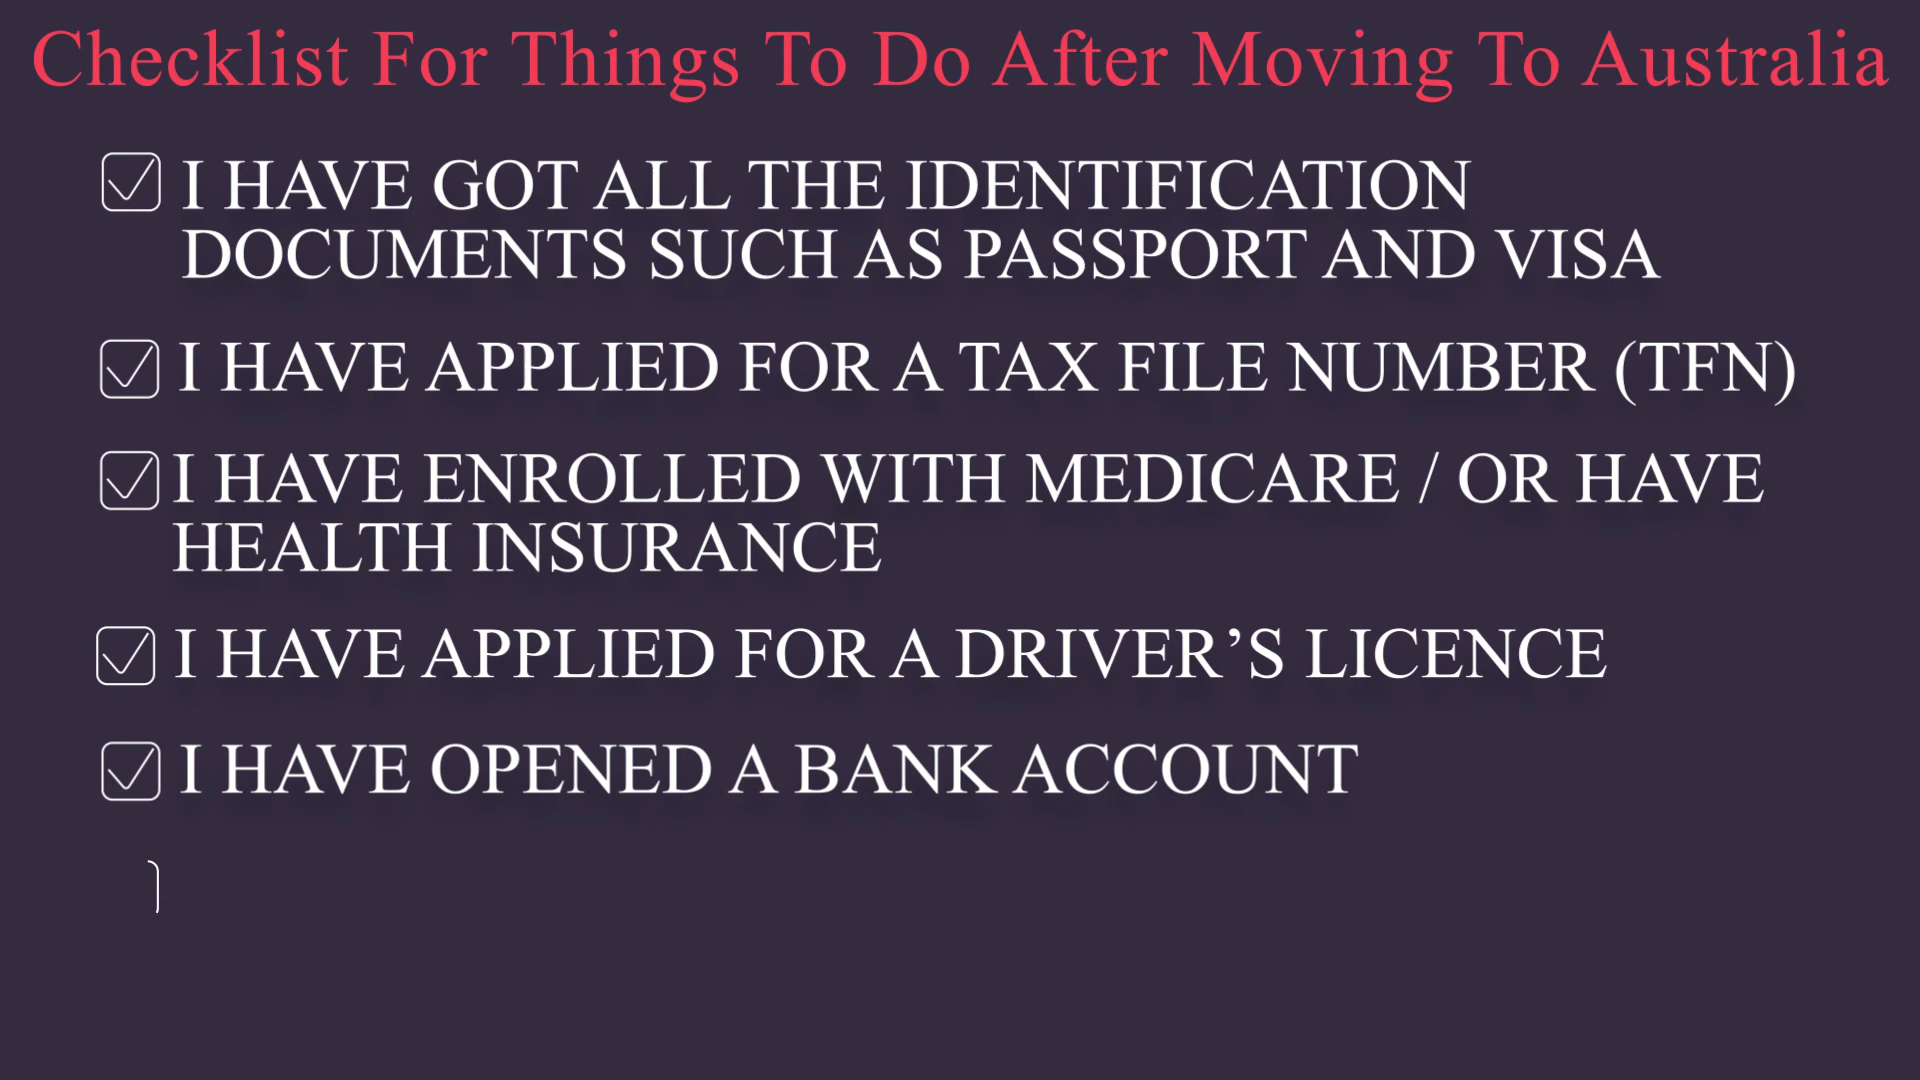 Checklist For Things To Do After Moving To Australia
I HAVE GOT ALL THE IDENTIFICATION
DOCUMENTS SUCH AS PASSPORT AND VISA
I HAVE APPLIED FOR A TAX FILE NUMBER (TFN)
I HAVE ENROLLED WITH MEDICARE / OR HAVE
HEALTH INSURANCE
I HAVE APPLIED FOR A DRIVER’S LICENCE
I HAVE OPENED A BANK ACCOUNT